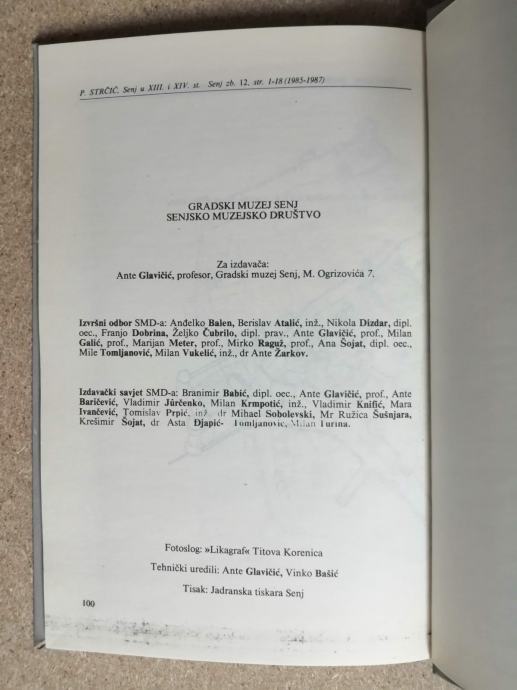 P. STRČIĆ, Senj u XIII. i XIV. st. Senj zb. 12, str. 1-18 (1985-1987)
GRADSKI MUZEJ SENJ
SENJSKO MUZEJSKO DRUŠTVO
Za izdavača:
Ante Glavičić, profesor, Gradski muzej Senj, M. Ogrizovića 7.
Izvršni odbor SMD-a: Anđelko Balen, Berislav Atalić, inž., Nikola Dizdar, dipl.
occ., Franjo Dobrina, Željko Čubrilo, dipl. prav., Ante Glavičić, prof., Milan
Galić, prof., Marijan Meter, prof., Mirko Raguž, prof., Ana Šojat, dipl. occ.,
Mile Tomljanović, Milan Vukelić, inž., dr Ante Žarkov.
Izdavački savjet SMD-a: Branimir Babić, dipl. occ., Ante Glavičić, prof., Ante
Baričević, Vladimir Jürčenko, Milan Krmpotić, inž., Vladimir Knifić, Mara
Ivančević, Tomislav Prpić, inž. dr Mihael Sobolevski, Mr Ružica Šušnjara,
Krešimir Šojat, dr Asta Đjapić- Tomljanović, Milan Turina.
Fotoslog: »Likagraf« Titova Korenica
Tehnički uredili: Ante Glavičić, Vinko Bašić
Tisak: Jadranska tiskara Senj
100